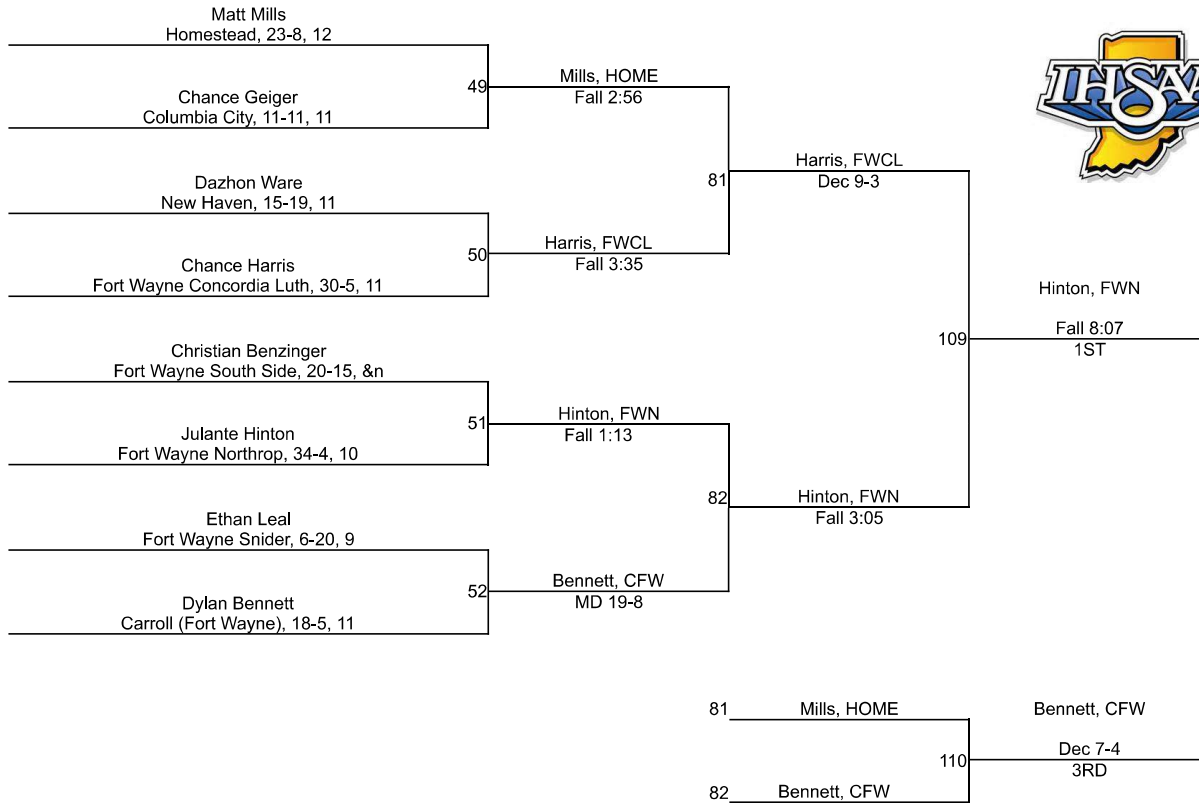 Matt Mills
Homestead, 23-8, 12
49
Mills, HOME
Fall 2:56
Chance Geiger
Columbia City, 11-11, 11
IHSAA
81
Harris, FWCL
Dec 9-3
Dazhon Ware
New Haven, 15-19, 11
50
Harris, FWCL
Fall 3:35
Chance Harris
Fort Wayne Concordia Luth, 30-5, 11
Hinton, FWN
109
Fall 8:07
1ST
Christian Benzinger
Fort Wayne South Side, 20-15, &n
51
Hinton, FWN
Fall 1:13
Julante Hinton
Fort Wayne Northrop, 34-4, 10
82
Hinton, FWN
Fall 3:05
Ethan Leal
Fort Wayne Snider, 6-20, 9
52
Bennett, CFW
MD 19-8
Dylan Bennett
Carroll (Fort Wayne), 18-5, 11
81
Mills, HOME
Bennett, CFW
110
Dec 7-4
3RD
82
Bennett, CFW